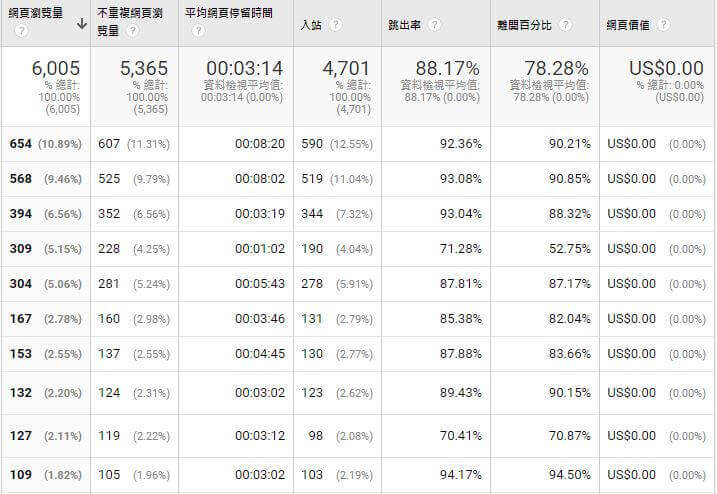 網頁瀏覽量 ?
不重複網頁瀏覽量 ?
平均網頁停留時間 ?
入站 ?
跳出率 ?
離開百分比 ?
網頁價值 ?
6,005 5,365 00:03:14 4,701 88.17% 78.28% US$0.00
% 總計: 100.00% (6,005)
% 總計: 100.00% (5,365)
資料檢視平均值: 00:03:14 (0.00%)
% 總計: 100.00% (4,701)
資料檢視平均值: 88.17% (0.00%)
資料檢視平均值: 78.28% (0.00%)
% 總計: 0.00% (US$0.00)
654 (10.89%) 607 (11.31%) 00:08:20 590 (12.55%) 92.36% 90.21% US$0.00 (0.00%)
568 (9.46%) 525 (9.79%) 00:08:02 519 (11.04%) 93.08% 90.85% US$0.00 (0.00%)
394 (6.56%) 352 (6.56%) 00:03:19 344 (7.32%) 93.04% 88.32% US$0.00 (0.00%)
309 (5.15%) 228 (4.25%) 00:01:02 190 (4.04%) 71.28% 52.75% US$0.00 (0.00%)
304 (5.06%) 281 (5.24%) 00:05:43 278 (5.91%) 87.81% 87.17% US$0.00 (0.00%)
167 (2.78%) 160 (2.98%) 00:03:46 131 (2.79%) 85.38% 82.04% US$0.00 (0.00%)
153 (2.55%) 137 (2.55%) 00:04:45 130 (2.77%) 87.88% 83.66% US$0.00 (0.00%)
132 (2.20%) 124 (2.31%) 00:03:02 123 (2.62%) 89.43% 90.15% US$0.00 (0.00%)
127 (2.11%) 119 (2.22%) 00:03:12 98 (2.08%) 70.41% 70.87% US$0.00 (0.00%)
109 (1.82%) 105 (1.96%) 00:03:02 103 (2.19%) 94.17% 94.50% US$0.00 (0.00%)